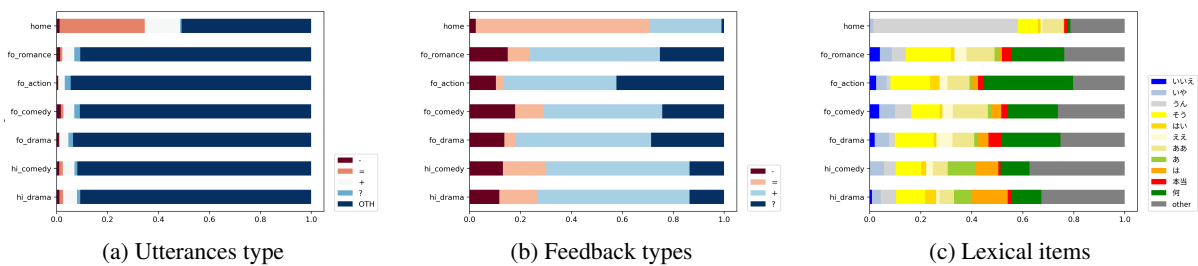 home
fo_romance
fo_action
fo_comedy
fo_drama
hi_comedy
hi_drama
0.0 0.2 0.4 0.6 0.8 1.0
-
=
+
?
OTH
(a) Utterances type
home
fo_romance
fo_action
fo_comedy
fo_drama
hi_comedy
hi_drama
0.0 0.2 0.4 0.6 0.8 1.0
-
=
+
?
(b) Feedback types
home
fo_romance
fo_action
fo_comedy
fo_drama
hi_comedy
hi_drama
0.0 0.2 0.4 0.6 0.8 1.0
いいえ
いや
うん
そう
はい
ええ
ああ
あ
は
本当
何
other
(c) Lexical items